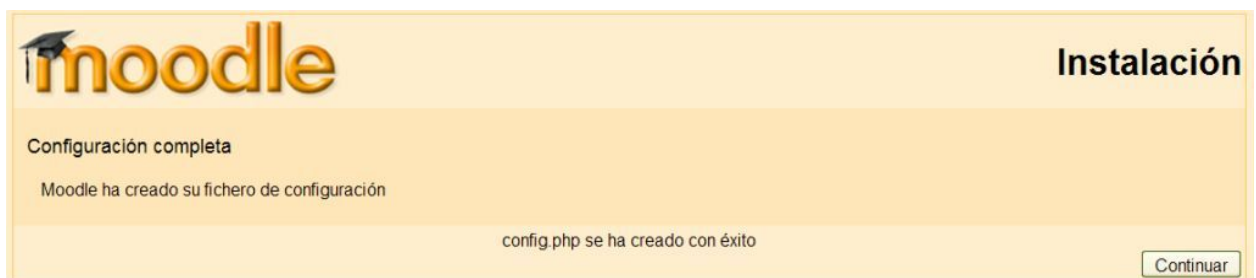 moodle
Instalación
Configuración completa
Moodle ha creado su fichero de configuración
config.php se ha creado con éxito
Continuar